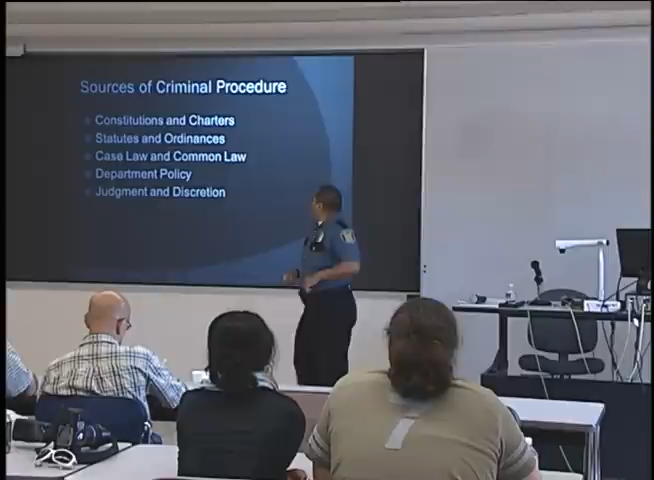 Sources of Criminal Procedure
Constitutions and Charters
Statutes and Ordinances
Case Law and Common Law
Department Policy
Judgment and Discretion